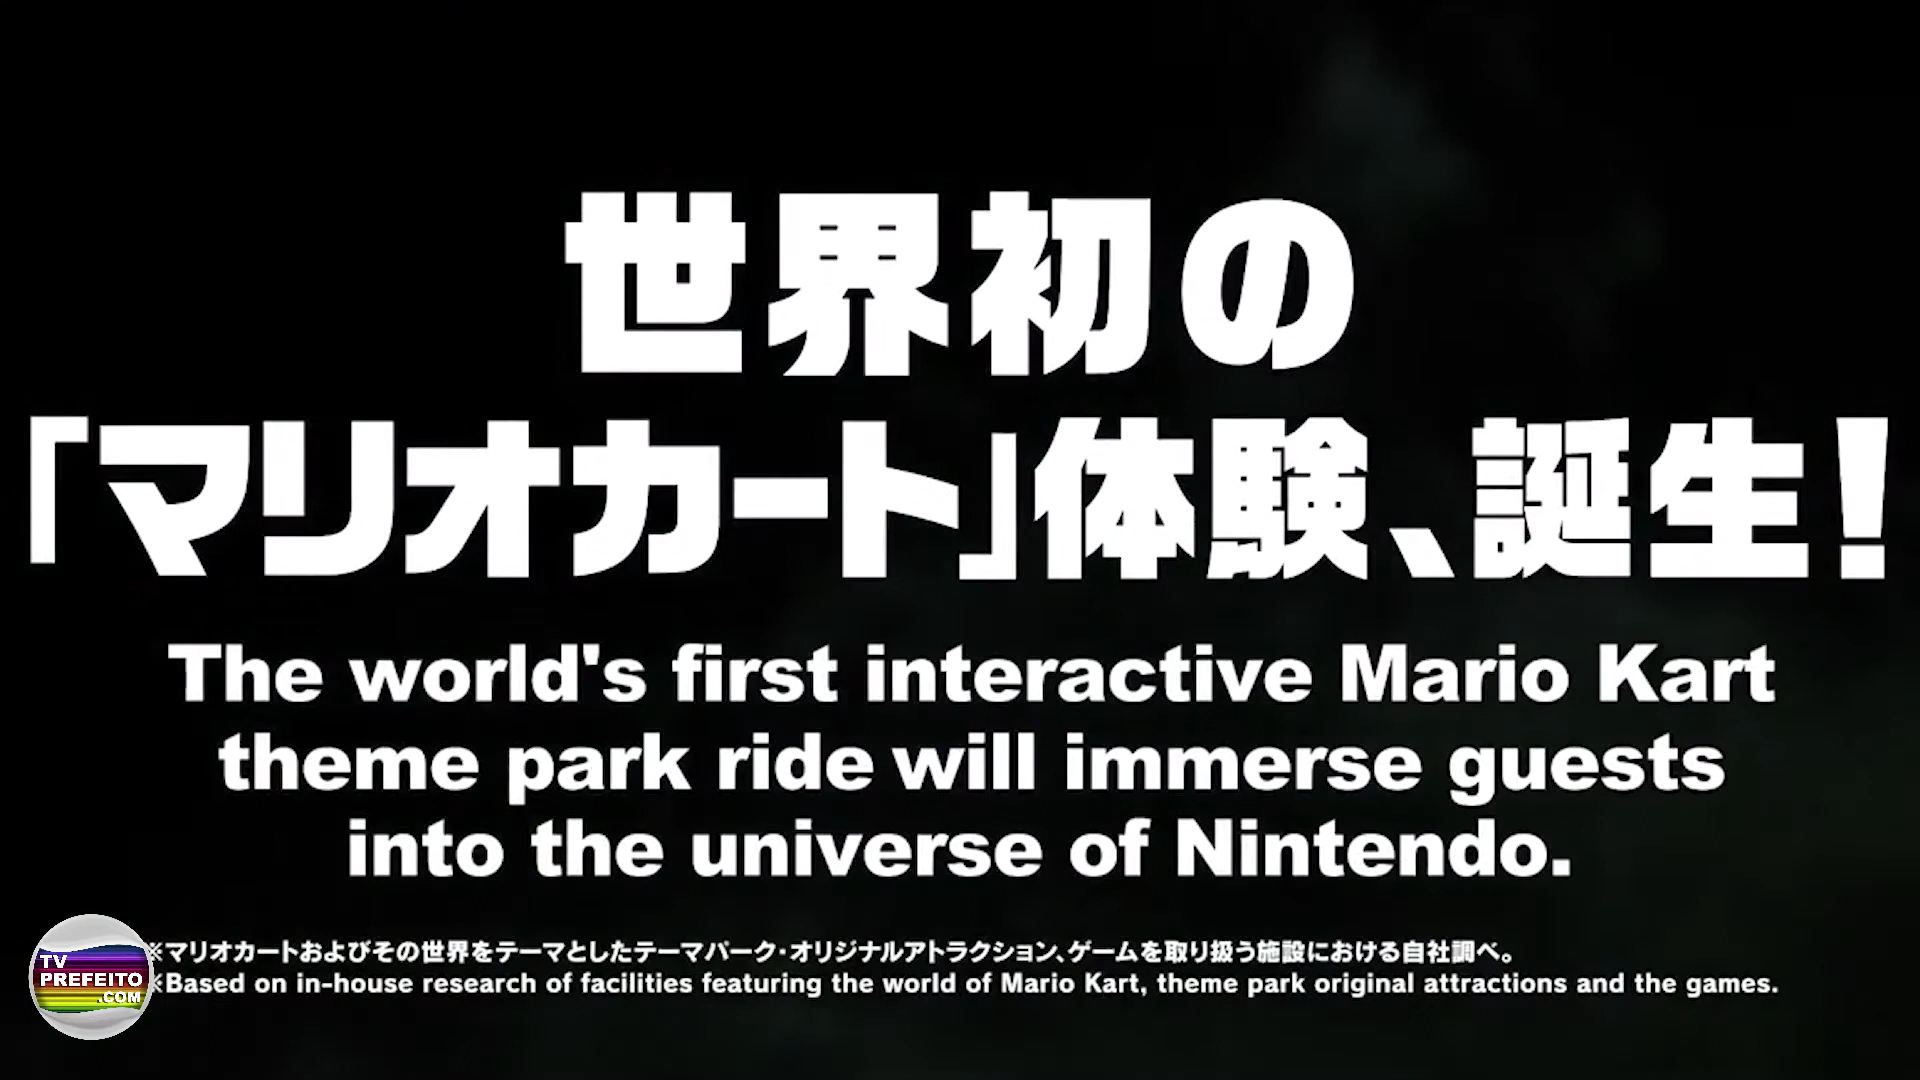 世界初の
「マリオカート」体験、誕生！
The world's first interactive Mario Kart
theme park ride will immerse guests
into the universe of Nintendo.
※マリオカートおよびその世界をテーマとしたテーマパーク・オリジナルアトラクション、ゲームを取り扱う施設における自社調べ。
※Based on in-house research of facilities featuring the world of Mario Kart, theme park original attractions and the games.
TV
PREFEITO
.COM